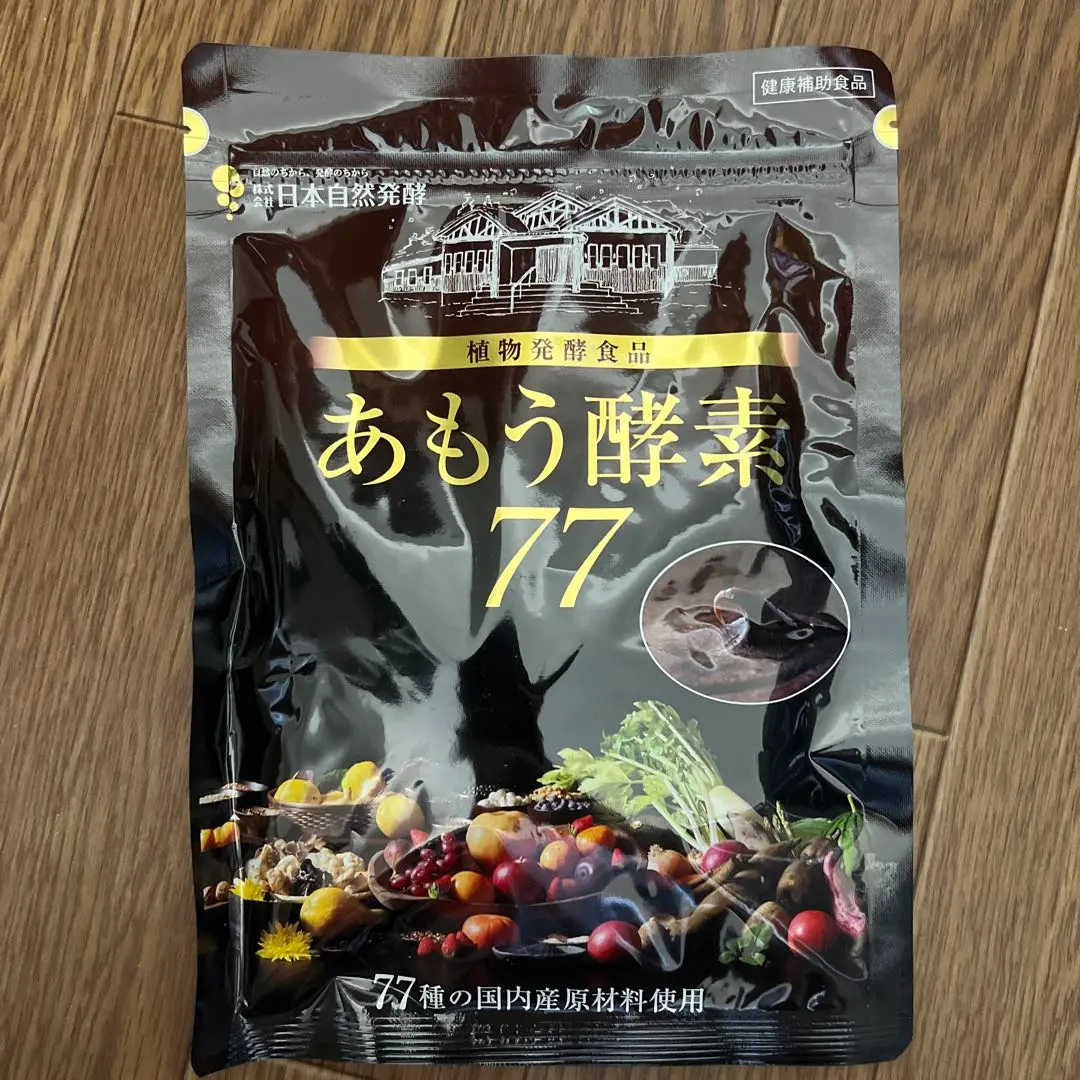 健康補助食品
自然のちから、発酵のちから
株式会社日本自然発酵
植物発酵食品
あもう酵素
77
77種の国内産原材料使用